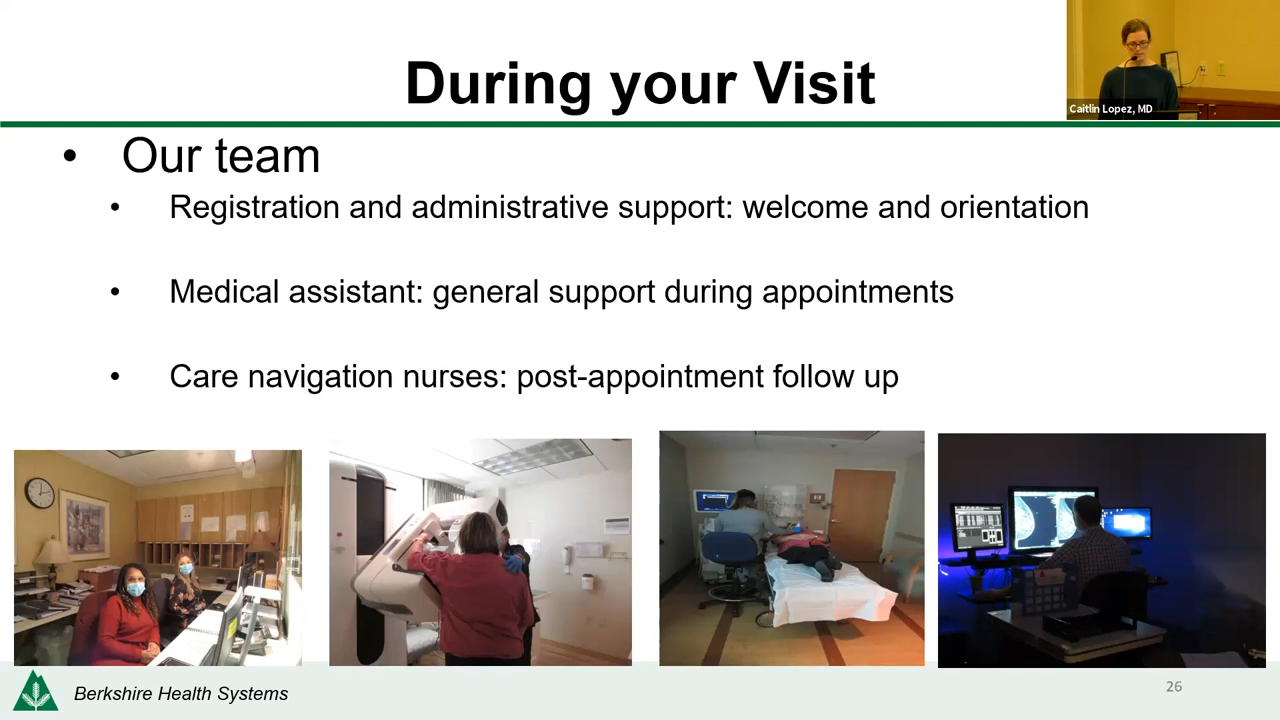 During your Visit
Caitlin Lopez, MD
• Our team
• Registration and administrative support: welcome and orientation
• Medical assistant: general support during appointments
• Care navigation nurses: post-appointment follow up
Berkshire Health Systems
26